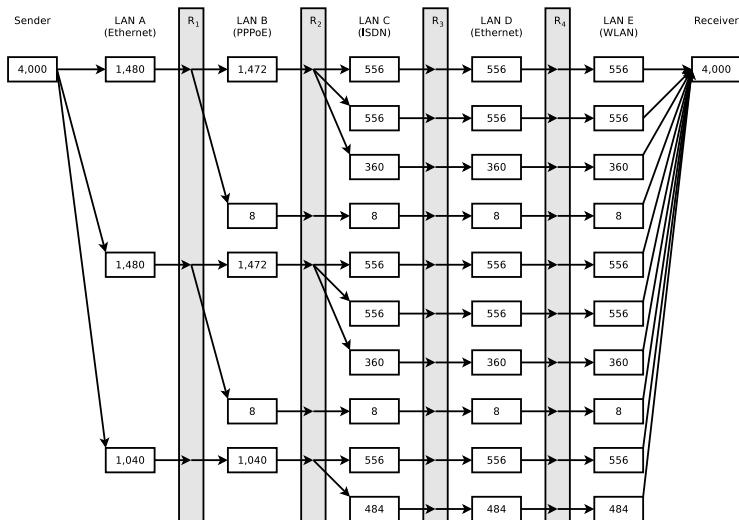 Sender LAN A R1 LAN B R2 LAN C R3 LAN D R4 LAN E Receiver
(Ethernet) (PPPoE) (ISDN) (Ethernet) (WLAN)
4,000 1,480 1,472 556 556 556 4,000
556 556 556
360 360 360
8 8 8 8
1,480 1,472 556 556 556
556 556 556
360 360 360
8 8 8 8
1,040 1,040 556 556 556
484 484 484